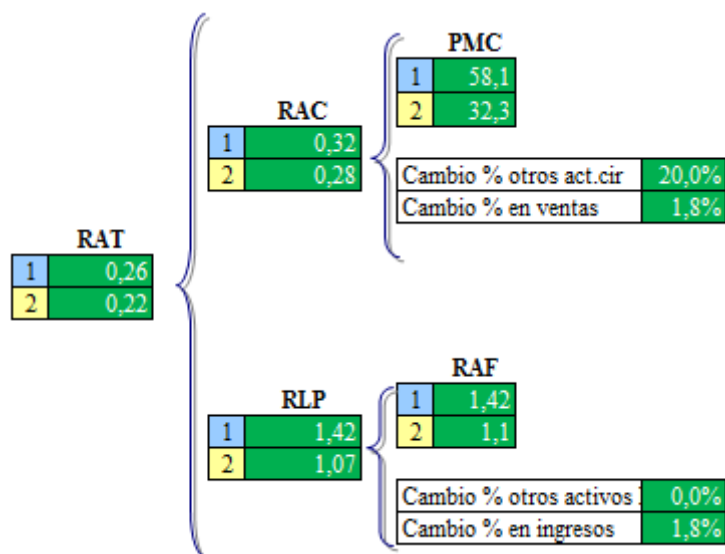 PMC
1 58,1
2 32,3
RAC
1 0,32
2 0,28
Cambio % otros act.cir 20,0%
Cambio % en ventas 1,8%
RAT
1 0,26
2 0,22
RAF
1 1,42
2 1,1
RLP
1 1,42
2 1,07
Cambio % otros activos 0,0%
Cambio % en ingresos 1,8%